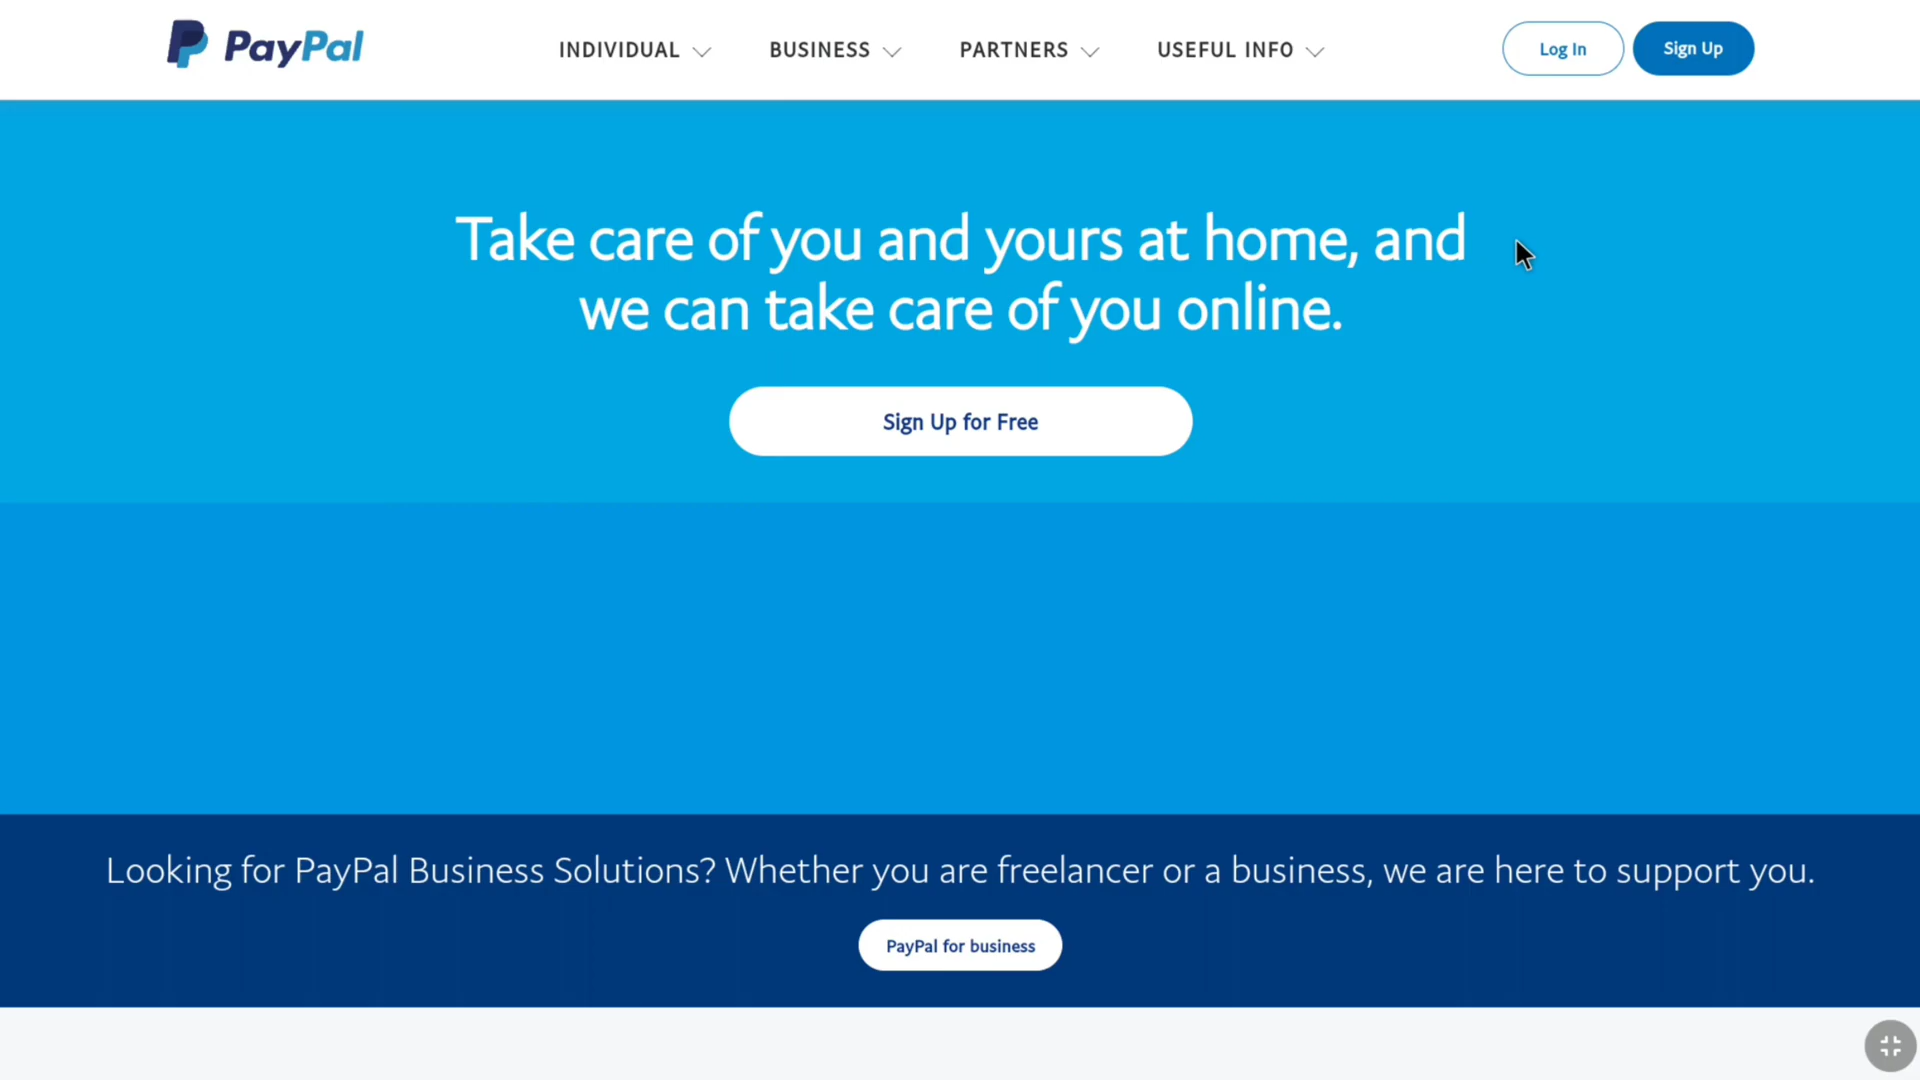 PayPal INDIVIDUAL BUSINESS PARTNERS USEFUL INFO Log In Sign Up
Take care of you and yours at home, and
we can take care of you online.
Sign Up for Free
Looking for PayPal Business Solutions? Whether you are freelancer or a business, we are here to support you.
PayPal for business